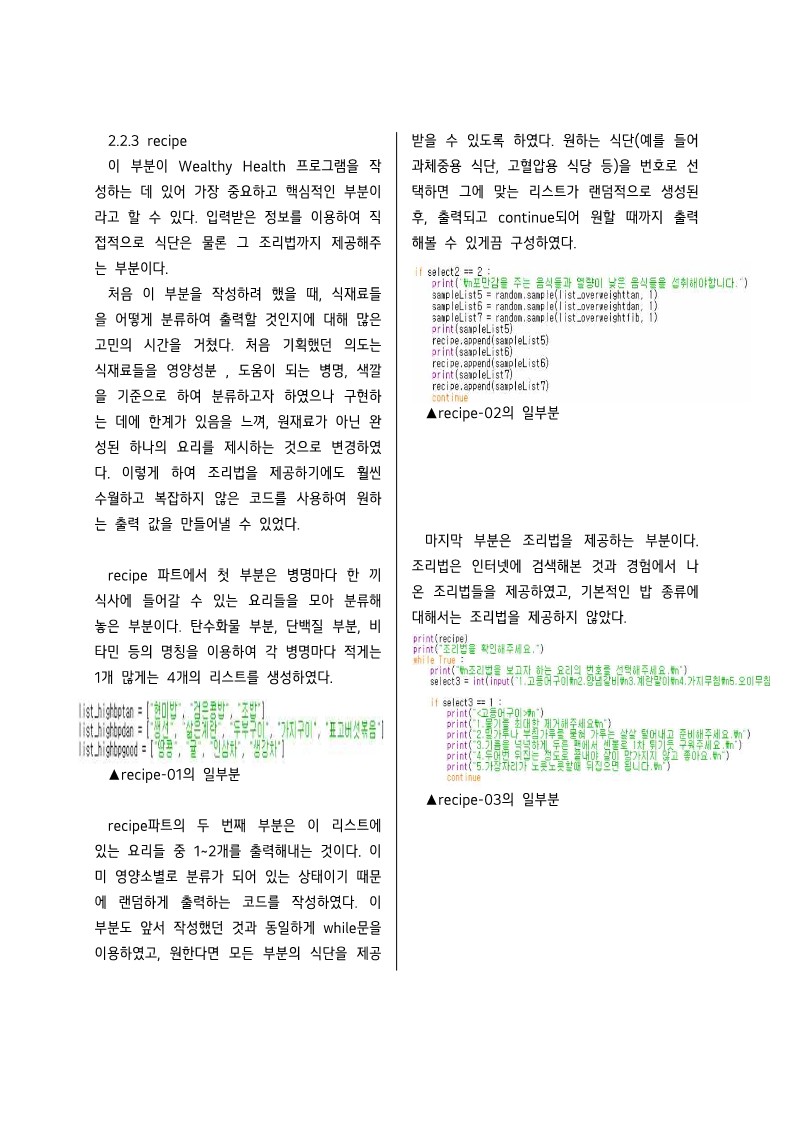 2.2.3 recipe
이 부분이 Wealthy Health 프로그램을 작
성하는 데 있어 가장 중요하고 핵심적인 부분이
라고 할 수 있다. 입력받은 정보를 이용하여 직
접적으로 식단은 물론 그 조리법까지 제공해주
는 부분이다.
처음 이 부분을 작성하려 했을 때, 식재료들
을 어떻게 분류하여 출력할 것인지에 대해 많은
고민의 시간을 거쳤다. 처음 기획했던 의도는
식재료들을 영양성분 , 도움이 되는 병명, 색깔
을 기준으로 하여 분류하고자 하였으나 구현하
는 데에 한계가 있음을 느껴, 원재료가 아닌 완
성된 하나의 요리를 제시하는 것으로 변경하였
다. 이렇게 하여 조리법을 제공하기에도 훨씬
수월하고 복잡하지 않은 코드를 사용하여 원하
는 출력 값을 만들어낼 수 있었다.
recipe 파트에서 첫 부분은 병명마다 한 끼
식사에 들어갈 수 있는 요리들을 모아 분류해
놓은 부분이다. 탄수화물 부분, 단백질 부분, 비
타민 등의 명칭을 이용하여 각 병명마다 적게는
1개 많게는 4개의 리스트를 생성하였다.
list_highbptan = ["현미밥", "검은콩밥", "조밥"]
list_highbpdan = ["생선", "삶은계란", "두부구이", "가지구이", "표고버섯볶음"]
list_highbpgood = ["땅콩", "귤", "인삼차", "생강차"]
▲recipe-01의 일부분
recipe파트의 두 번째 부분은 이 리스트에
있는 요리들 중 1~2개를 출력해내는 것이다. 이
미 영양소별로 분류가 되어 있는 상태이기 때문
에 랜덤하게 출력하는 코드를 작성하였다. 이
부분도 앞서 작성했던 것과 동일하게 while문을
이용하였고, 원한다면 모든 부분의 식단을 제공
받을 수 있도록 하였다. 원하는 식단(예를 들어
과체중용 식단, 고혈압용 식당 등)을 번호로 선
택하면 그에 맞는 리스트가 랜덤적으로 생성된
후, 출력되고 continue되어 원할 때까지 출력
해볼 수 있게끔 구성하였다.
if select2 == 2 :
print("\n포만감을 주는 음식들과 열량이 낮은 음식들을 섭취해야합니다.")
sampleList5 = random.sample(list_overweighttan, 1)
sampleList6 = random.sample(list_overweightdan, 1)
sampleList7 = random.sample(list_overweightfib, 1)
print(sampleList5)
recipe.append(sampleList5)
print(sampleList6)
recipe.append(sampleList6)
print(sampleList7)
recipe.append(sampleList7)
continue
▲recipe-02의 일부분
마지막 부분은 조리법을 제공하는 부분이다.
조리법은 인터넷에 검색해본 것과 경험에서 나
온 조리법들을 제공하였고, 기본적인 밥 종류에
대해서는 조리법을 제공하지 않았다.
print(recipe)
print("조리법을 확인해주세요.")
while True :
print("\n조리법을 보고자 하는 요리의 번호를 선택해주세요.\n")
select3 = int(input("1.고등어구이\n2.양념갈비\n3.계란말이\n4.가지무침\n5.오이무침
if select3 == 1 :
print("<고등어구이>\n")
print("1.물기를 최대한 제거해주세요\n")
print("2.밀가루나 부침가루를 묻혀 가루는 살살 털어내고 준비해주세요.\n")
print("3.기름을 넉넉하게 두른 팬에서 센불로 1차 튀기듯 구워주세요.\n")
print("4.두어번 뒤집는 정도로 끝내야 살이 망가지지 않고 좋아요.\n")
print("5.가장자리가 노릇노릇할때 뒤집으면 됩니다.\n")
continue
▲recipe-03의 일부분